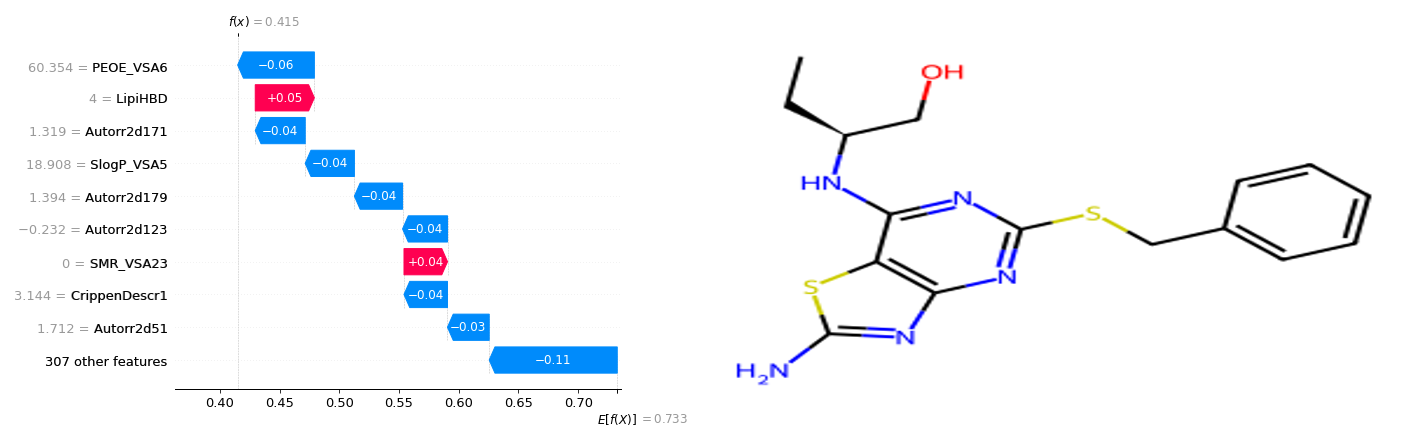 f(x) = 0.415
60.354 = PEOE_VSA6
−0.06
4 = LipiHBD
+0.05
1.319 = Autorr2d171
−0.04
18.908 = SlogP_VSA5
−0.04
1.394 = Autorr2d179
−0.04
−0.232 = Autorr2d123
−0.04
0 = SMR_VSA23
+0.04
3.144 = CrippenDescr1
−0.04
1.712 = Autorr2d51
−0.03
307 other features
−0.11
0.40 0.45 0.50 0.55 0.60 0.65 0.70
E[f(X)] = 0.733
OH
HN
N
S
N
S
N
H2N